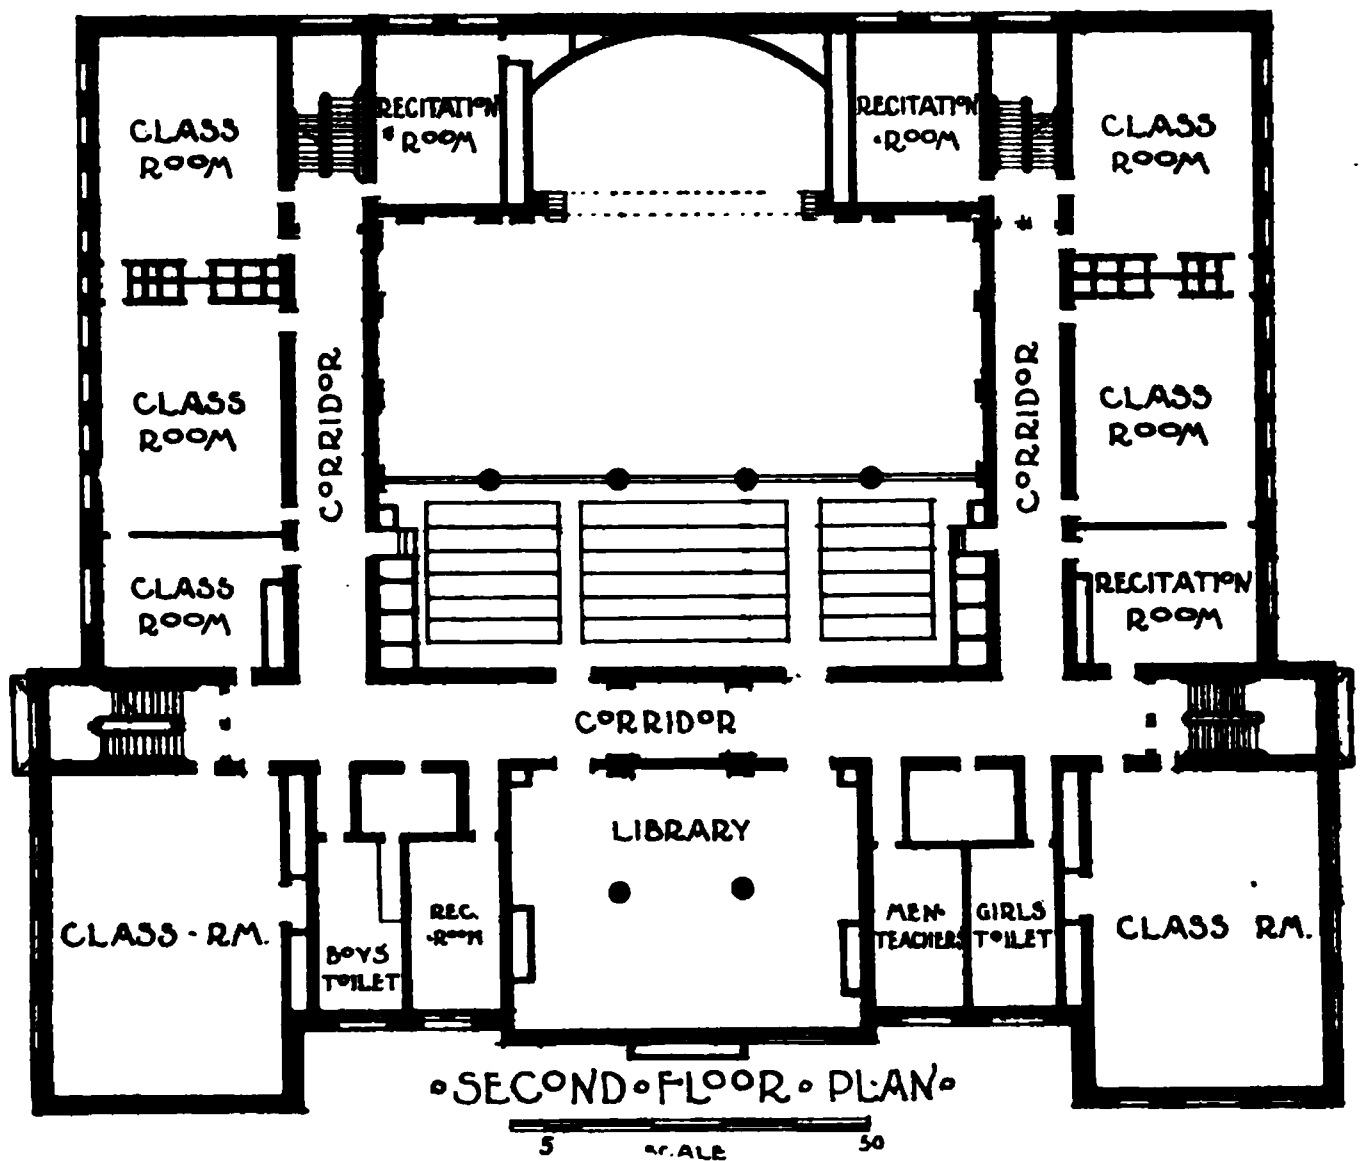 CLASS
ROOM
RECITATION
ROOM
RECITATION
ROOM
CLASS
ROOM
CLASS
ROOM
CORRIDOR
CORRIDOR
CLASS
ROOM
CLASS
ROOM
RECITATION
ROOM
CORRIDOR
LIBRARY
CLASS-RM.
BOYS
TOILET
REC.
ROOM
MEN-
TEACHERS
GIRLS
TOILET
CLASS RM.
SECOND FLOOR PLAN
5 SCALE 50